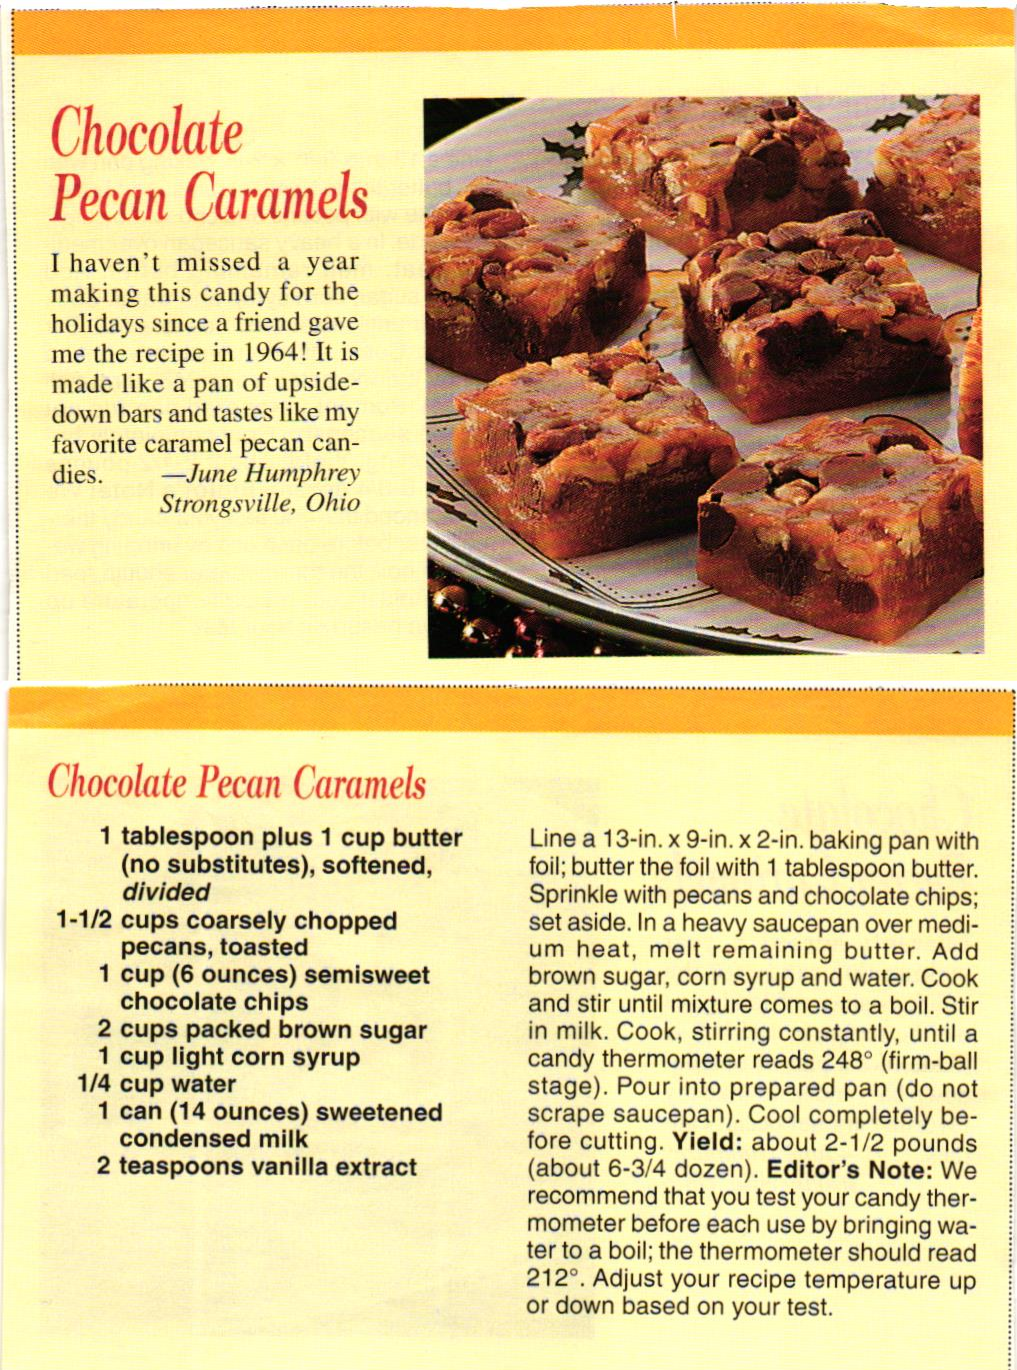 Chocolate
Pecan Caramels
I haven't missed a year
making this candy for the
holidays since a friend gave
me the recipe in 1964! It is
made like a pan of upside-
down bars and tastes like my
favorite caramel pecan can-
dies. —June Humphrey
Strongsville, Ohio
Chocolate Pecan Caramels
1 tablespoon plus 1 cup butter
(no substitutes), softened,
divided
1-1/2 cups coarsely chopped
pecans, toasted
1 cup (6 ounces) semisweet
chocolate chips
2 cups packed brown sugar
1 cup light corn syrup
1/4 cup water
1 can (14 ounces) sweetened
condensed milk
2 teaspoons vanilla extract
Line a 13-in. x 9-in. x 2-in. baking pan with
foil; butter the foil with 1 tablespoon butter.
Sprinkle with pecans and chocolate chips;
set aside. In a heavy saucepan over medi-
um heat, melt remaining butter. Add
brown sugar, corn syrup and water. Cook
and stir until mixture comes to a boil. Stir
in milk. Cook, stirring constantly, until a
candy thermometer reads 248° (firm-ball
stage). Pour into prepared pan (do not
scrape saucepan). Cool completely be-
fore cutting. Yield: about 2-1/2 pounds
(about 6-3/4 dozen). Editor's Note: We
recommend that you test your candy ther-
mometer before each use by bringing wa-
ter to a boil; the thermometer should read
212°. Adjust your recipe temperature up
or down based on your test.